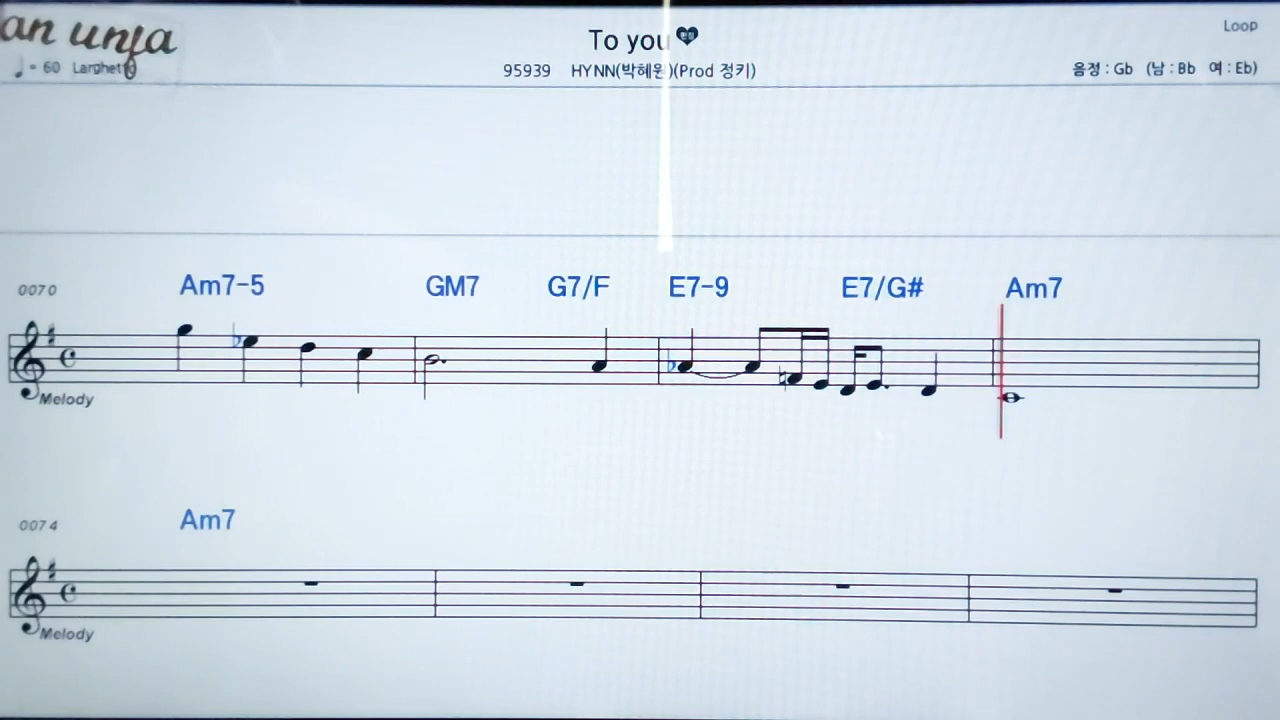 an unja
To you
Loop
♩= 60 Larghetto
95939 HYNN(박혜원)(Prod 정키)
음정 : Gb (남 : Bb 여 : Eb)
0070 Am7-5 GM7 G7/F E7-9 E7/G# Am7
Melody
0074 Am7
Melody